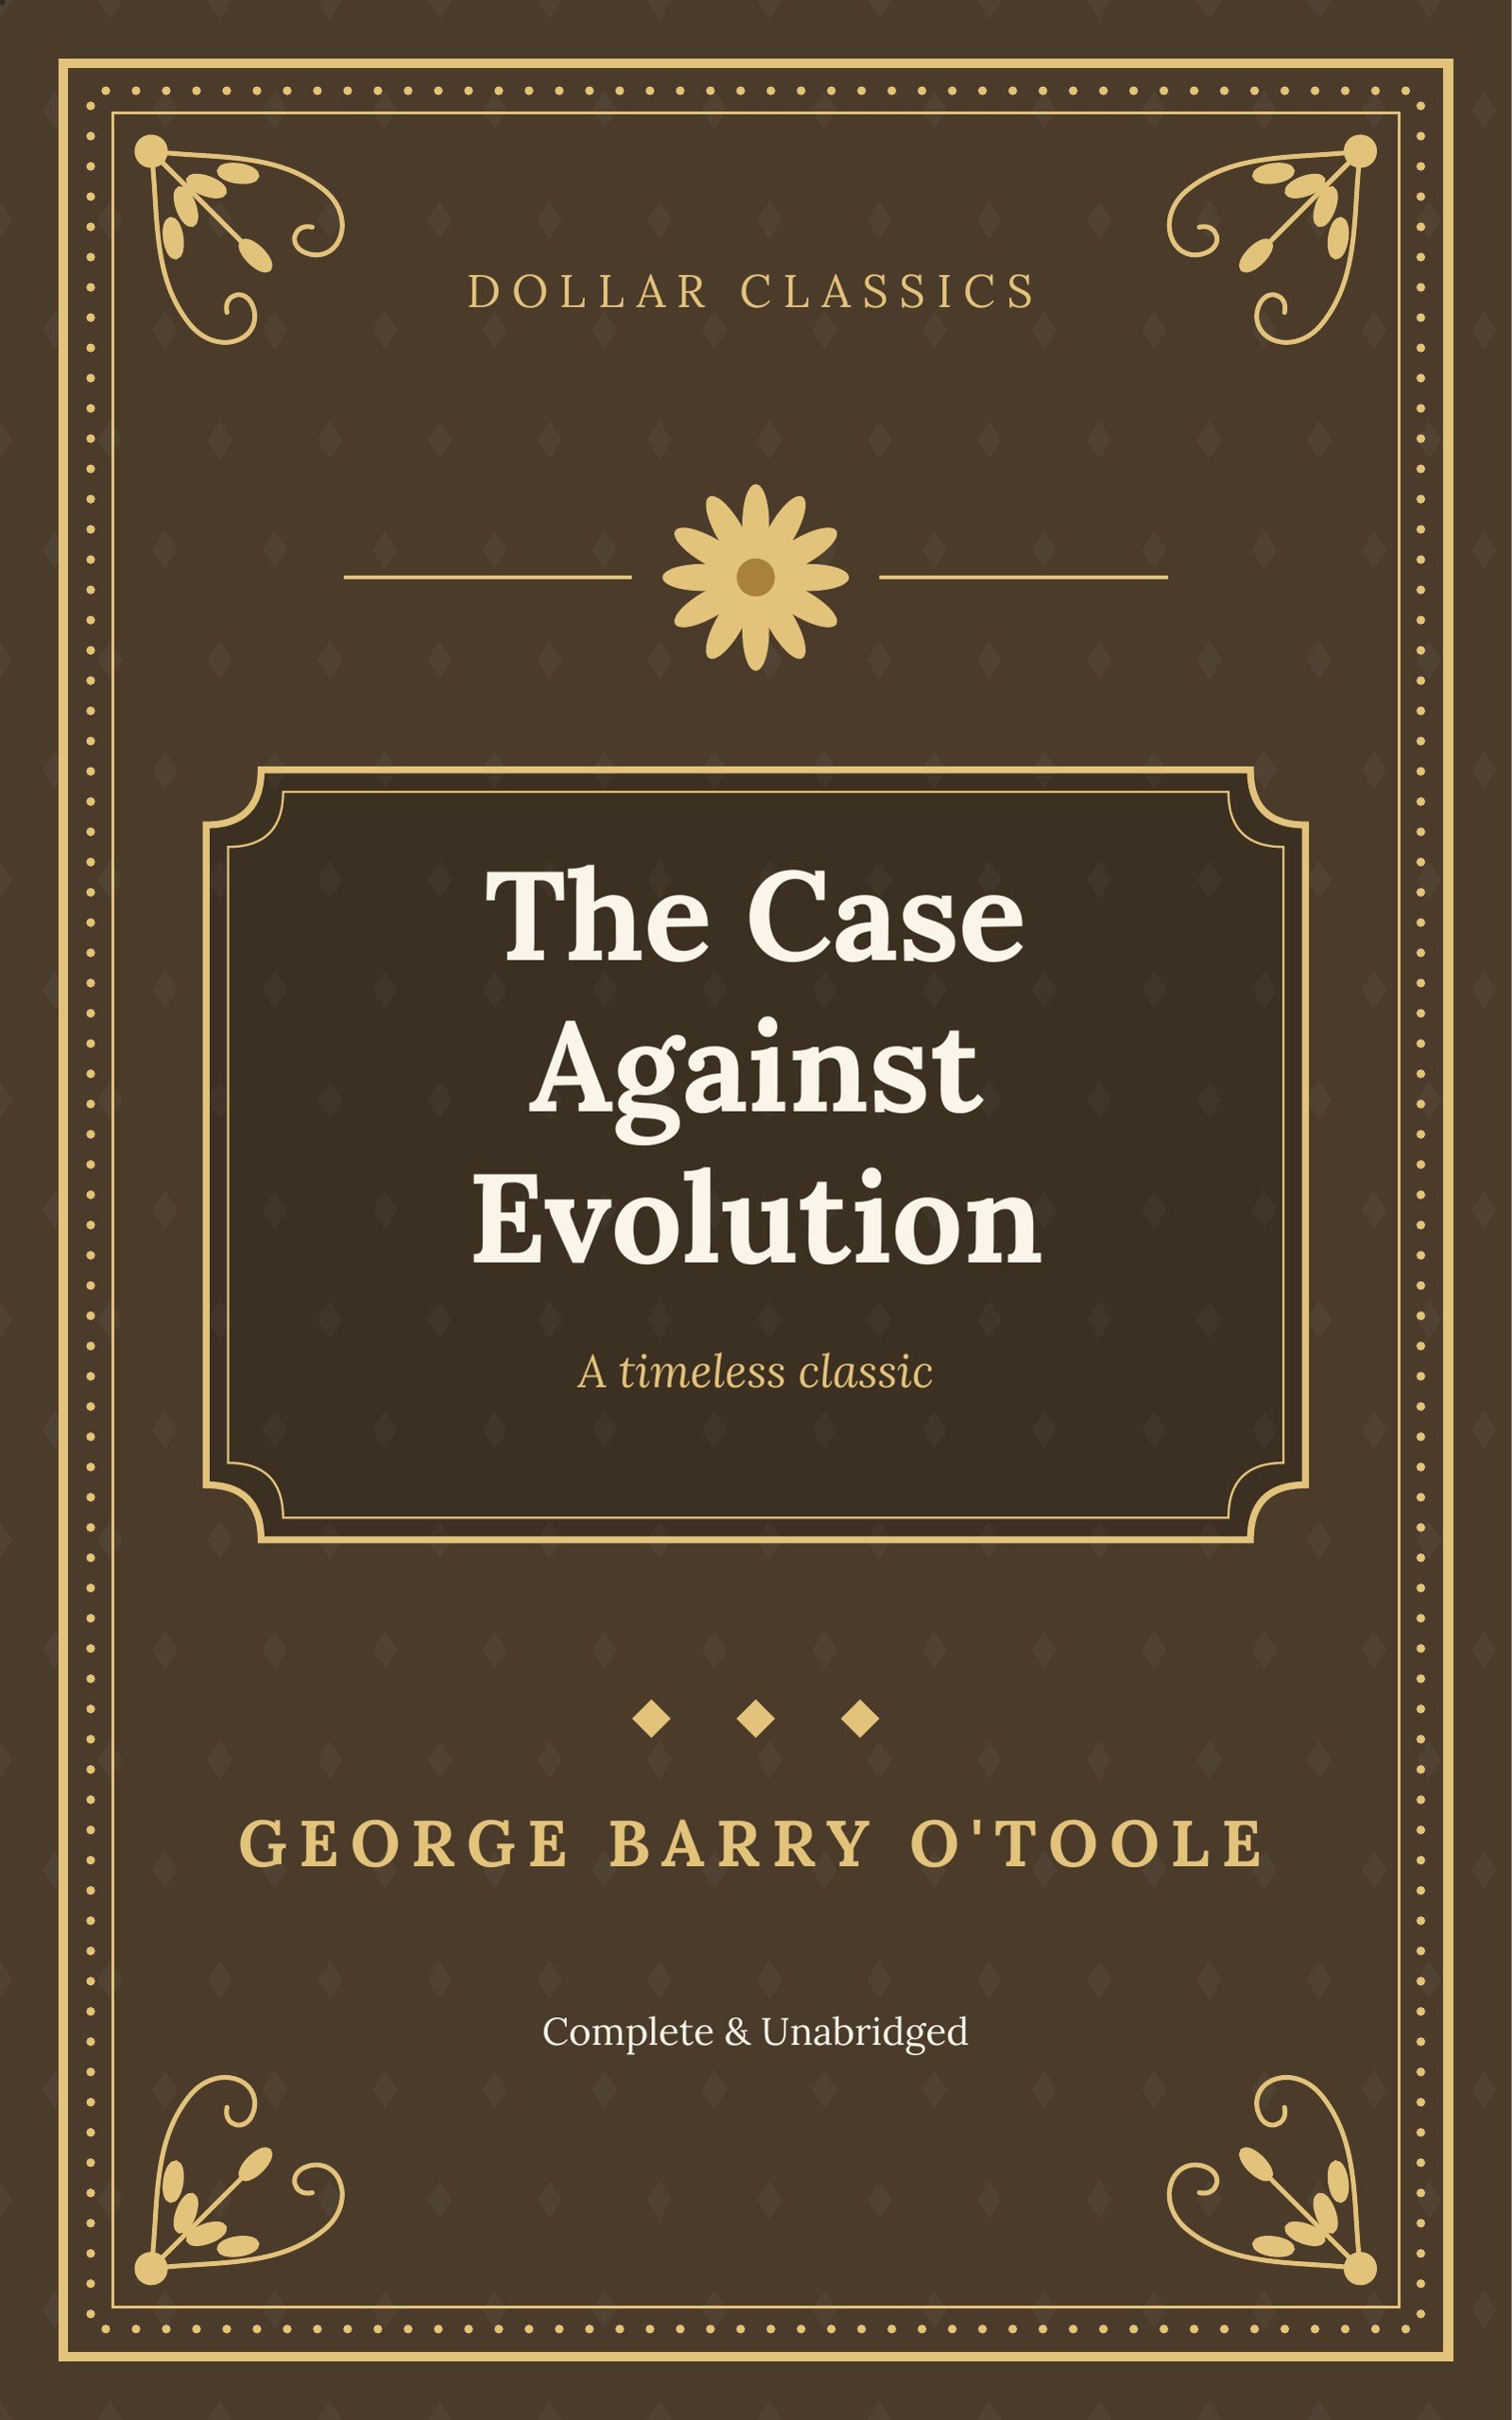 DOLLAR CLASSICS
The Case
Against
Evolution
A timeless classic
GEORGE BARRY O'TOOLE
Complete & Unabridged